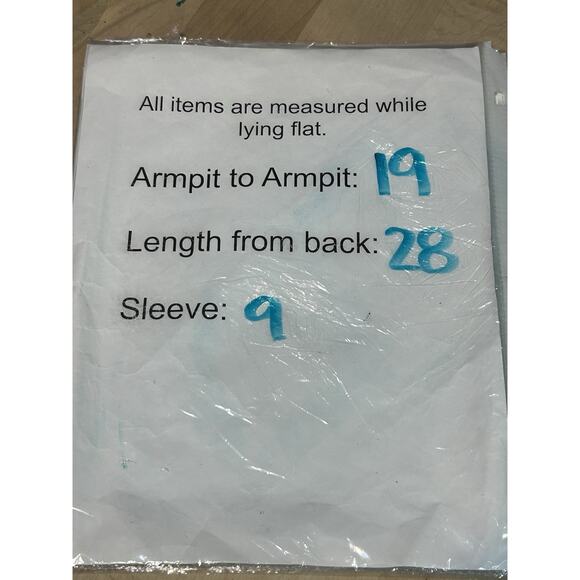 All items are measured while
lying flat.
Armpit to Armpit: 19
Length from back: 28
Sleeve: 9